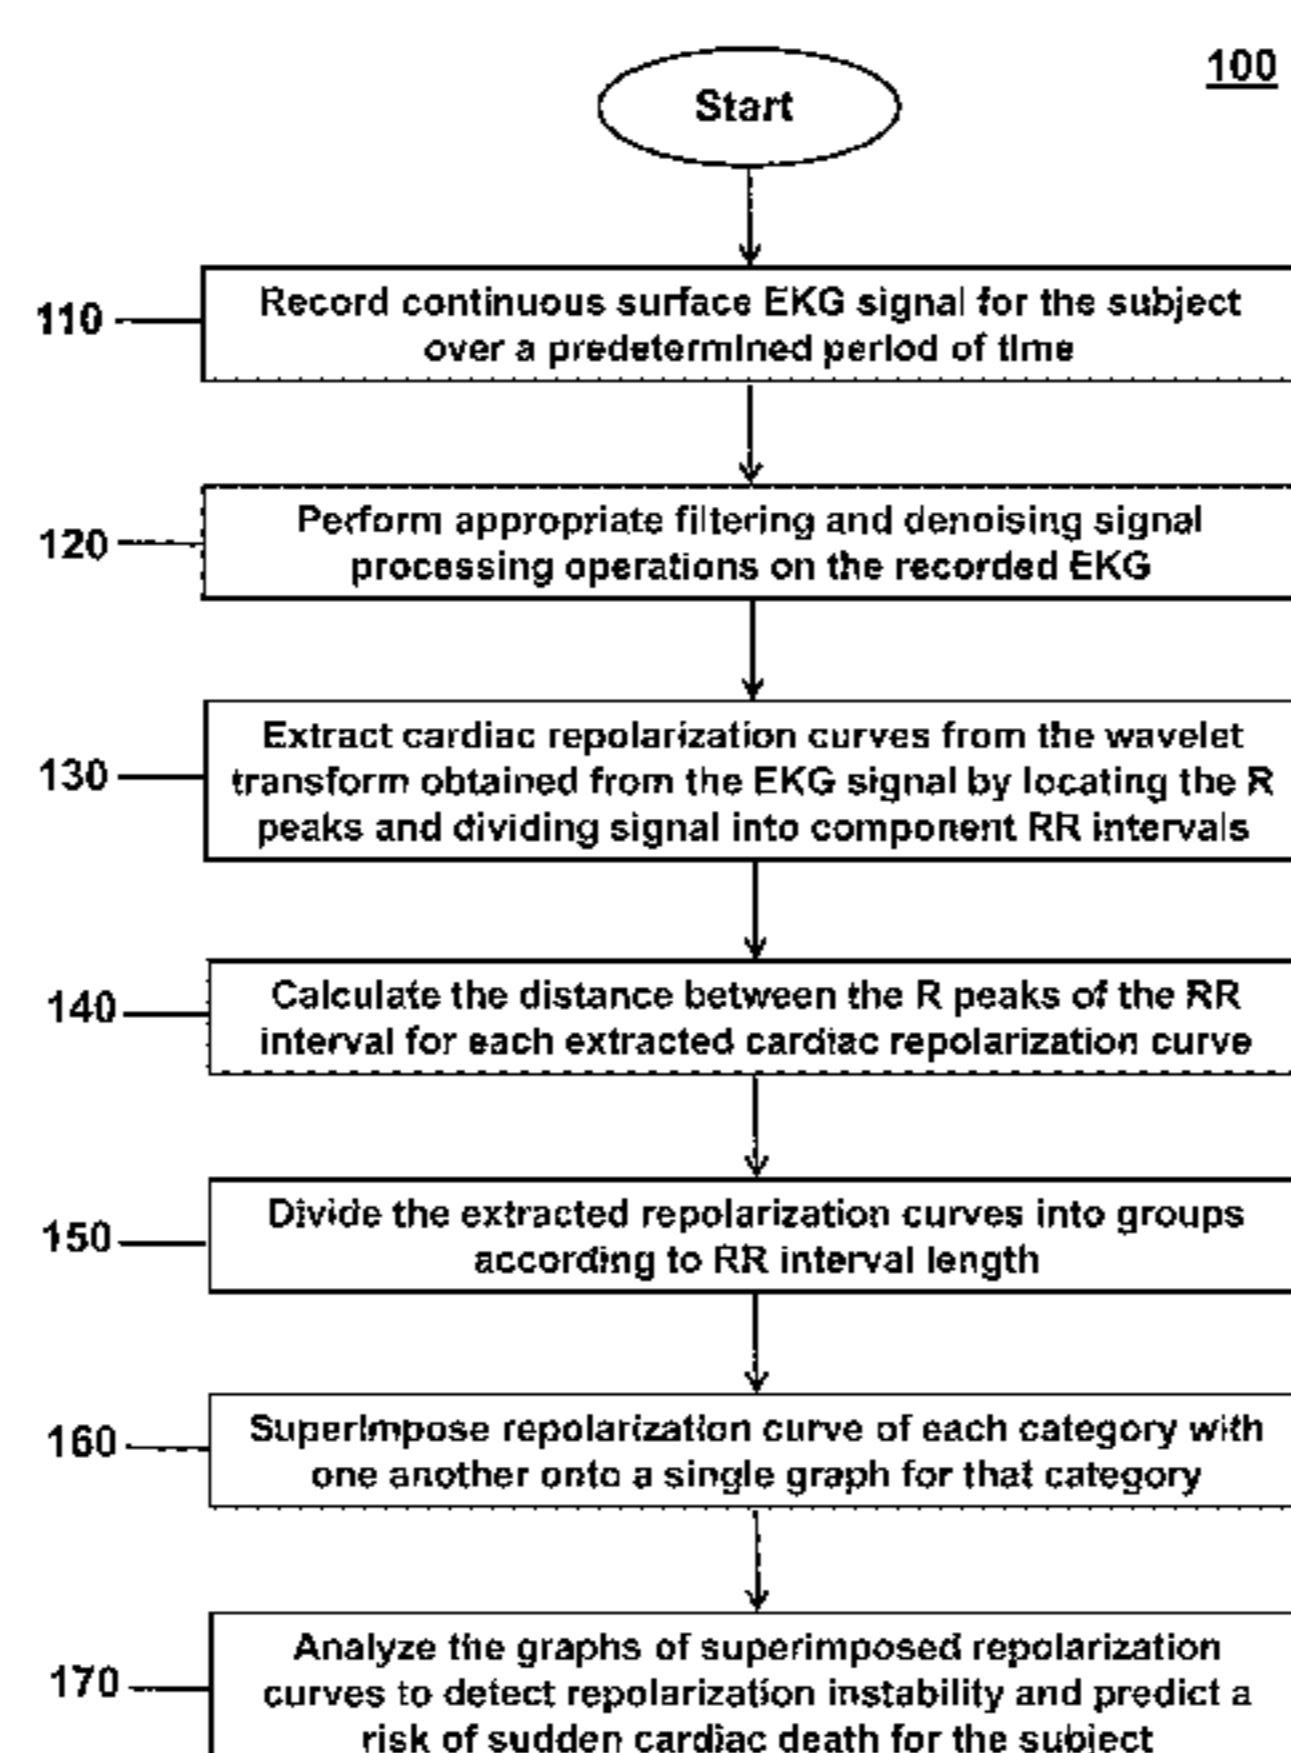 100
Start
110
Record continuous surface EKG signal for the subject
over a predetermined period of time
120
Perform appropriate filtering and denoising signal
processing operations on the recorded EKG
130
Extract cardiac repolarization curves from the wavelet
transform obtained from the EKG signal by locating the R
peaks and dividing signal into component RR intervals
140
Calculate the distance between the R peaks of the RR
interval for each extracted cardiac repolarization curve
150
Divide the extracted repolarization curves into groups
according to RR interval length
160
Superimpose repolarization curve of each category with
one another onto a single graph for that category
170
Analyze the graphs of superimposed repolarization
curves to detect repolarization instability and predict a
risk of sudden cardiac death for the subject